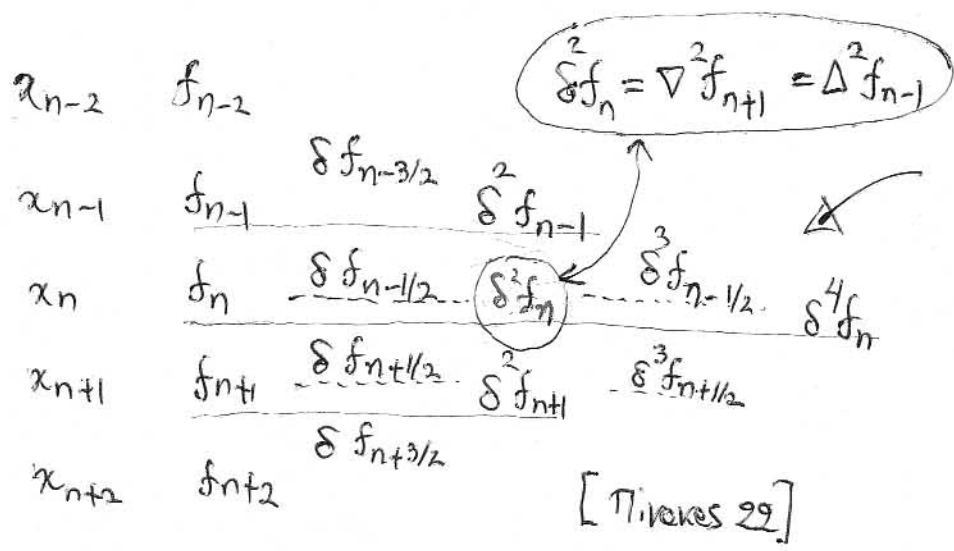 x_{n-2} f_{n-2} δ²f_n = ∇²f_{n+1} = Δ²f_{n-1}
δf_{n-3/2}
x_{n-1} f_{n-1} δ²f_{n-1}
x_n f_n δf_{n-1/2} δ²f_n δ³f_{n-1/2} δ⁴f_n
x_{n+1} f_{n+1} δf_{n+1/2} δ²f_{n+1} δ³f_{n+1/2}
δf_{n+3/2}
x_{n+2} f_{n+2}
[Πίνακες 22]